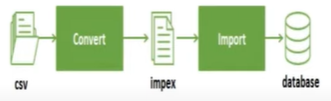 Convert
Import
csv
impex
database